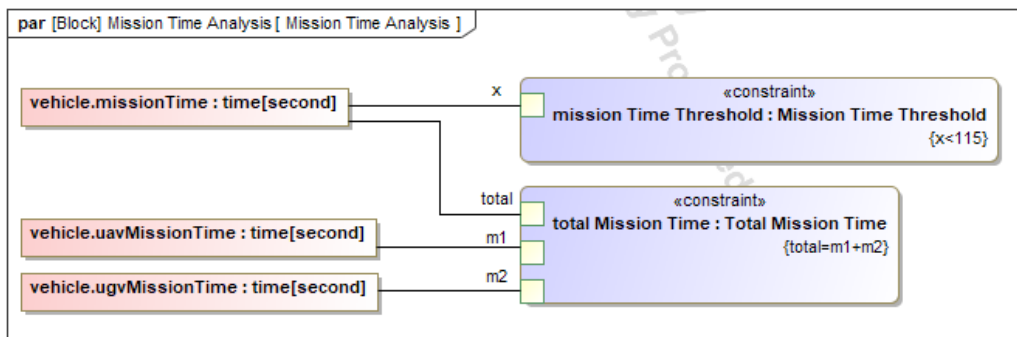 par [Block] Mission Time Analysis [ Mission Time Analysis ]
vehicle.missionTime : time[second]
x
«constraint»
mission Time Threshold : Mission Time Threshold
{x<115}
total
«constraint»
total Mission Time : Total Mission Time
{total=m1+m2}
vehicle.uavMissionTime : time[second]
m1
vehicle.ugvMissionTime : time[second]
m2